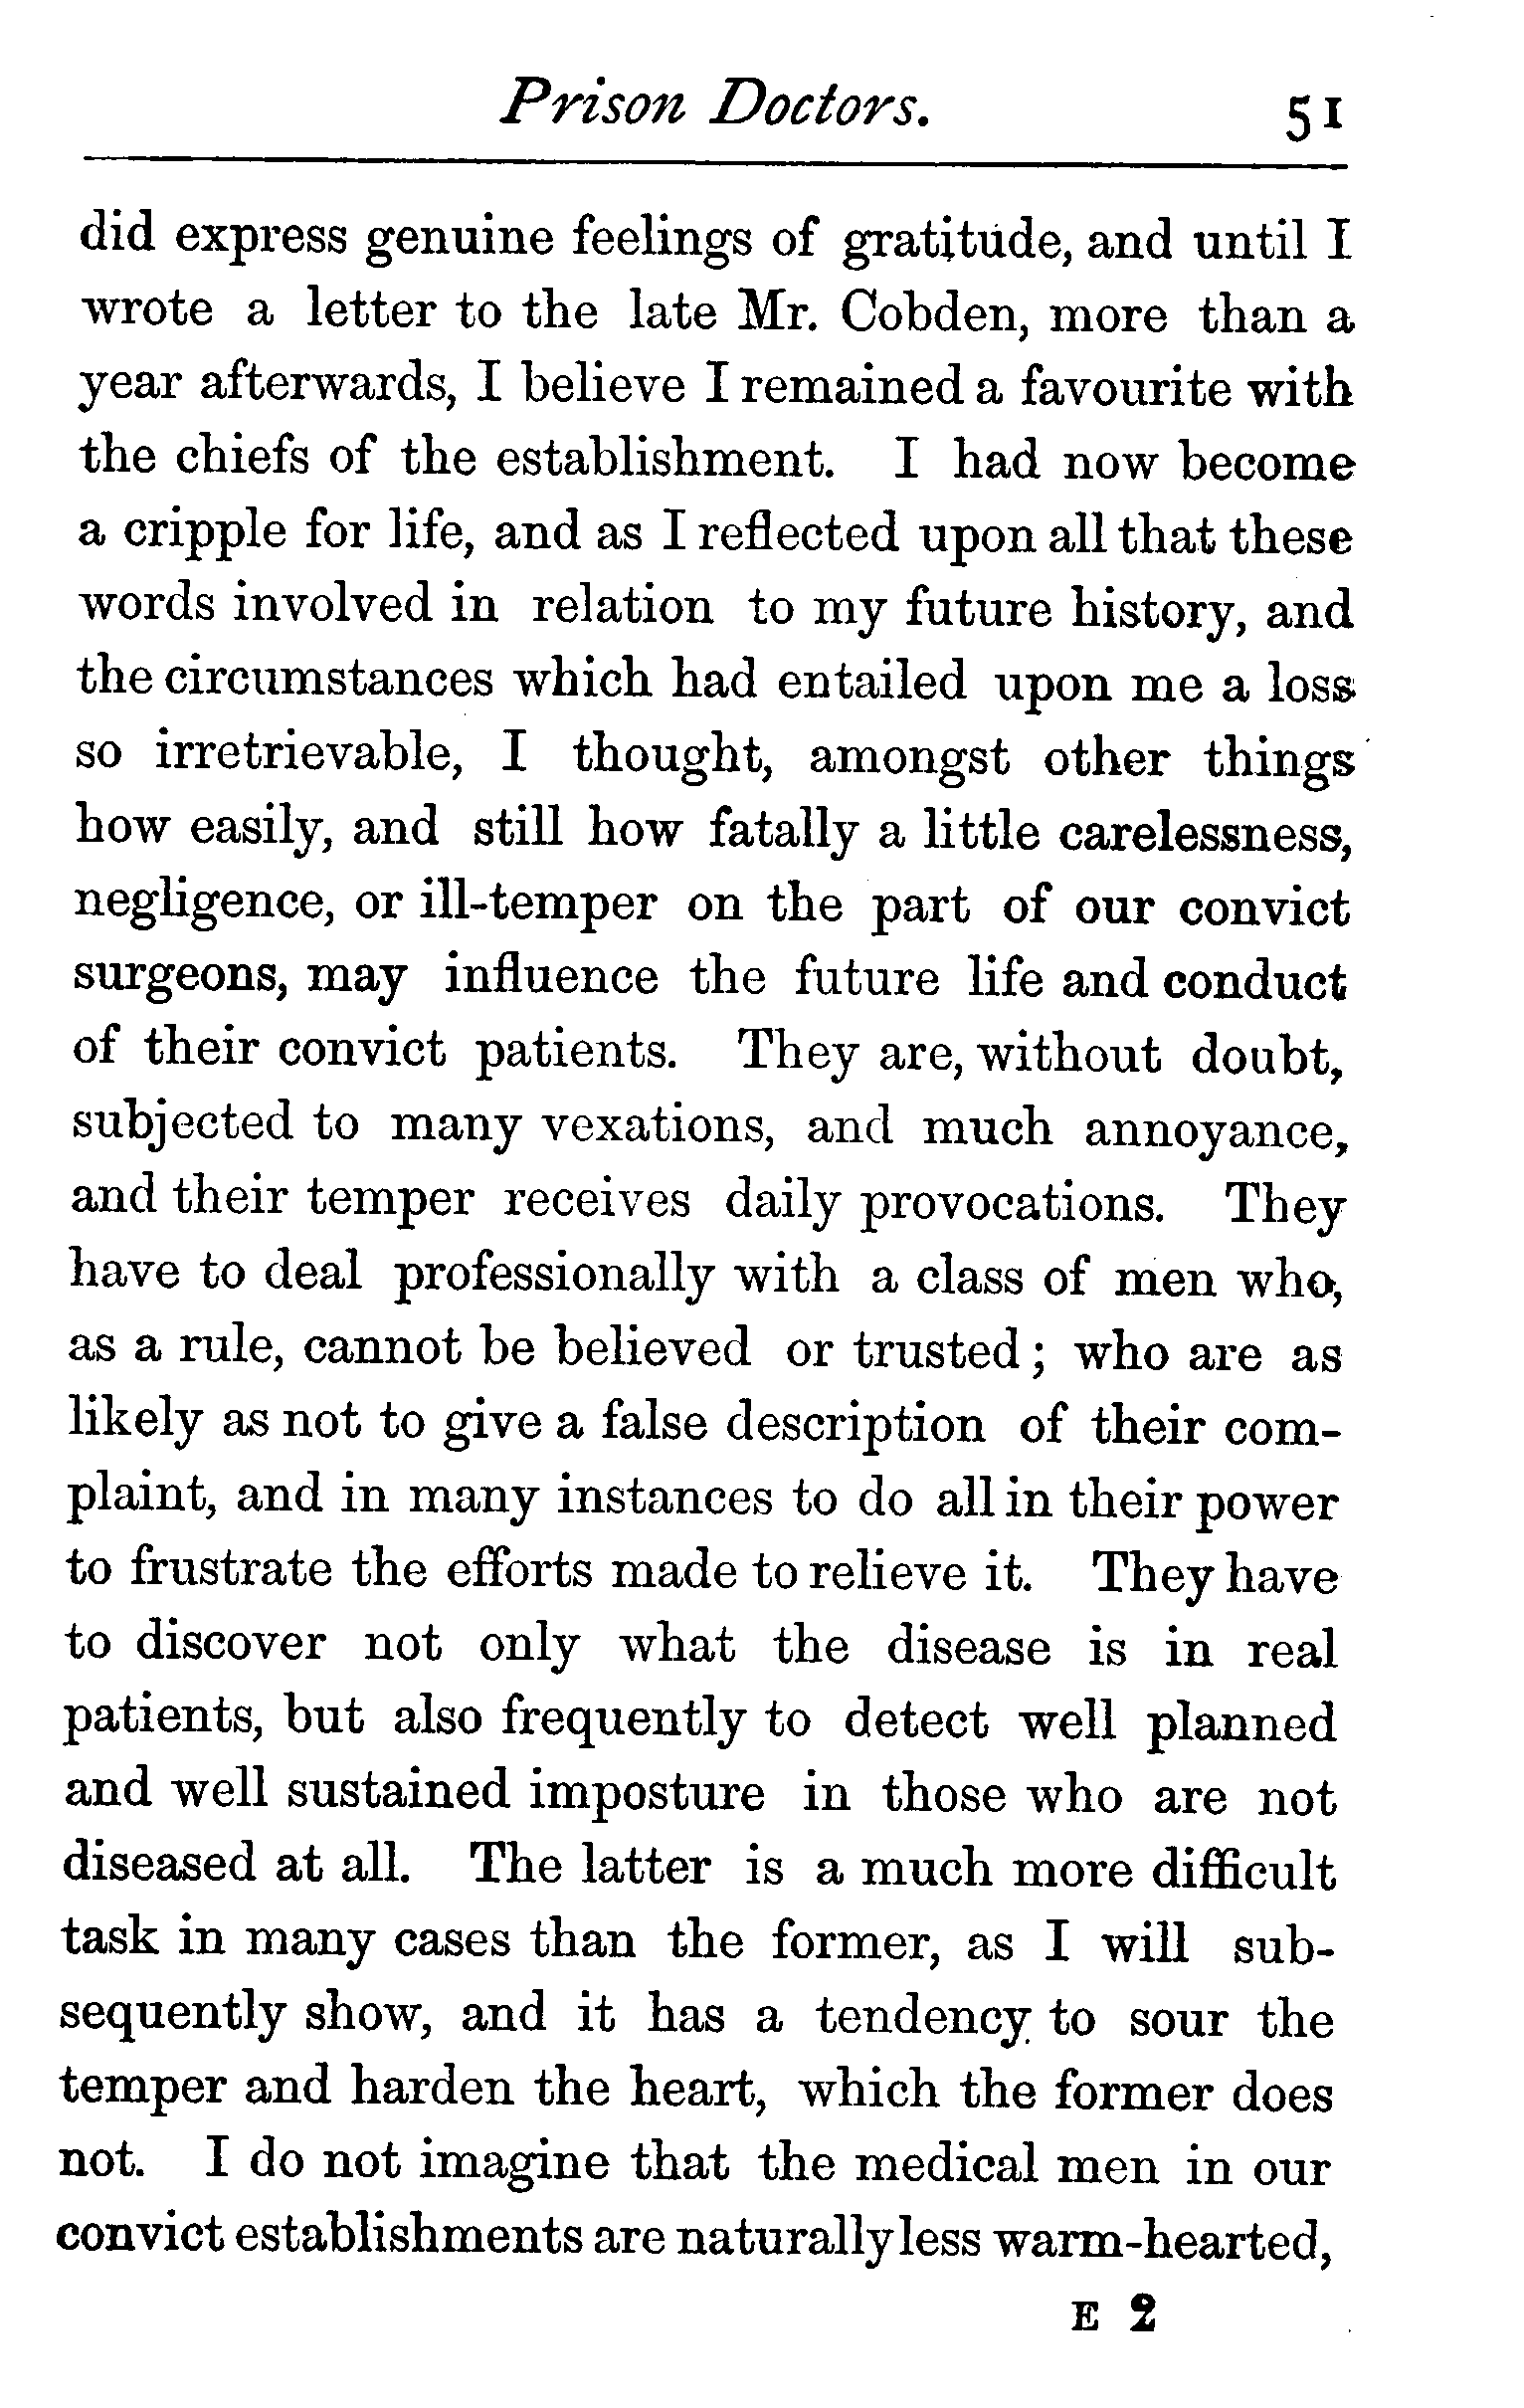 Prison Doctors. 51
did express genuine feelings of gratitude, and until I
wrote a letter to the late Mr. Cobden, more than a
year afterwards, I believe I remained a favourite with
the chiefs of the establishment. I had now become
a cripple for life, and as I reflected upon all that these
words involved in relation to my future history, and
the circumstances which had entailed upon me a loss
so irretrievable, I thought, amongst other things
how easily, and still how fatally a little carelessness,
negligence, or ill-temper on the part of our convict
surgeons, may influence the future life and conduct
of their convict patients. They are, without doubt,
subjected to many vexations, and much annoyance,
and their temper receives daily provocations. They
have to deal professionally with a class of men who,
as a rule, cannot be believed or trusted; who are as
likely as not to give a false description of their com-
plaint, and in many instances to do all in their power
to frustrate the efforts made to relieve it. They have
to discover not only what the disease is in real
patients, but also frequently to detect well planned
and well sustained imposture in those who are not
diseased at all. The latter is a much more difficult
task in many cases than the former, as I will sub-
sequently show, and it has a tendency to sour the
temper and harden the heart, which the former does
not. I do not imagine that the medical men in our
convict establishments are naturally less warm-hearted,
E 2